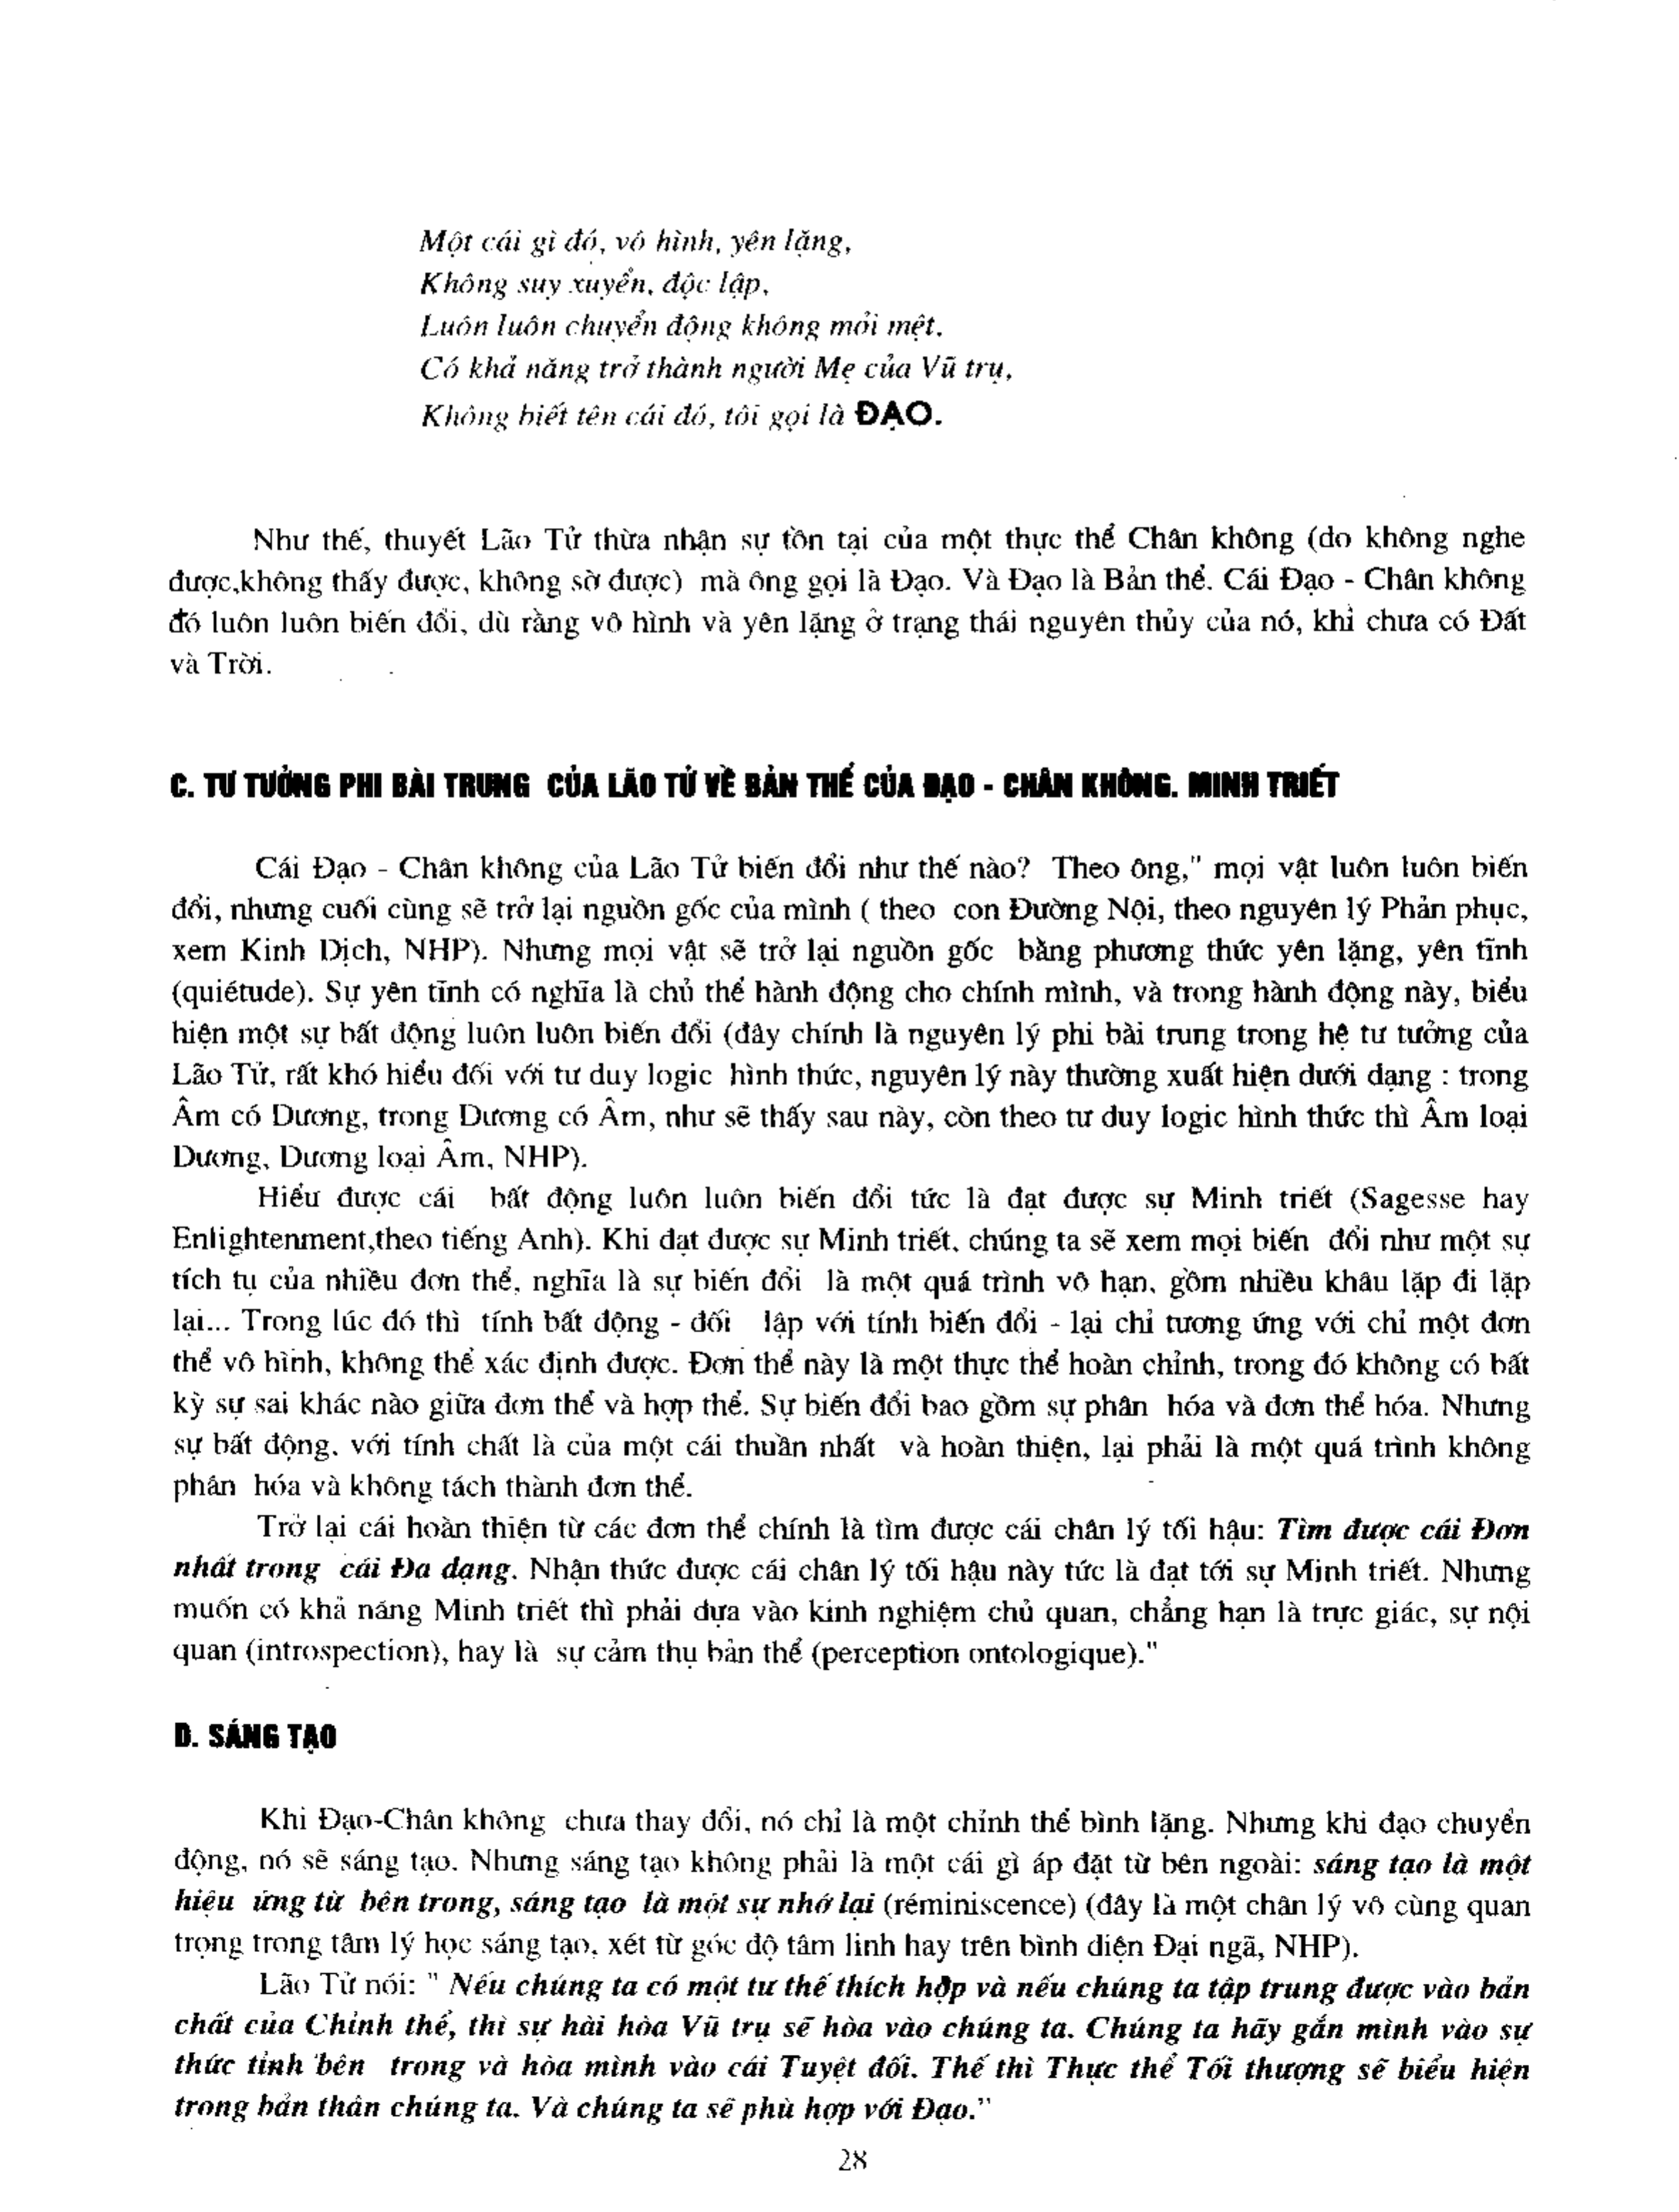 Một cái gì đó, vô hình, yên lặng,
Không suy xuyển, độc lập,
Luôn luôn chuyển động không mỏi mệt.
Có khả năng trở thành người Mẹ của Vũ trụ,
Không biết tên cái đó, tôi gọi là ĐẠO.
Như thế, thuyết Lão Tử thừa nhận sự tồn tại của một thực thể Chân không (do không nghe
được,không thấy được, không sờ được) mà ông gọi là Đạo. Và Đạo là Bản thể. Cái Đạo - Chân không
đó luôn luôn biến đổi, dù rằng vô hình và yên lặng ở trạng thái nguyên thủy của nó, khi chưa có Đất
và Trời.
C. TƯ TƯỞNG PHI BÀI TRUNG CỦA LÃO TỬ VỀ BẢN THỂ CỦA ĐẠO - CHÂN KHÔNG. MINH TRIẾT
Cái Đạo - Chân không của Lão Tử biến đổi như thế nào? Theo ông," mọi vật luôn luôn biến
đổi, nhưng cuối cùng sẽ trở lại nguồn gốc của mình ( theo con Đường Nội, theo nguyên lý Phản phục,
xem Kinh Dịch, NHP). Nhưng mọi vật sẽ trở lại nguồn gốc bằng phương thức yên lặng, yên tĩnh
(quiétude). Sự yên tĩnh có nghĩa là chủ thể hành động cho chính mình, và trong hành động này, biểu
hiện một sự bất động luôn luôn biến đổi (đây chính là nguyên lý phi bài trung trong hệ tư tưởng của
Lão Tử, rất khó hiểu đối với tư duy logic hình thức, nguyên lý này thường xuất hiện dưới dạng : trong
Âm có Dương, trong Dương có Âm, như sẽ thấy sau này, còn theo tư duy logic hình thức thì Âm loại
Dương, Dương loại Âm, NHP).
Hiểu được cái bất động luôn luôn biến đổi tức là đạt được sự Minh triết (Sagesse hay
Enlightenment,theo tiếng Anh). Khi đạt được sự Minh triết, chúng ta sẽ xem mọi biến đổi như một sự
tích tụ của nhiều đơn thể, nghĩa là sự biến đổi là một quá trình vô hạn, gồm nhiều khâu lặp đi lặp
lại... Trong lúc đó thì tính bất động - đối lập với tính biến đổi - lại chỉ tương ứng với chỉ một đơn
thể vô hình, không thể xác định được. Đơn thể này là một thực thể hoàn chỉnh, trong đó không có bất
kỳ sự sai khác nào giữa đơn thể và hợp thể. Sự biến đổi bao gồm sự phân hóa và đơn thể hóa. Nhưng
sự bất động, với tính chất là của một cái thuần nhất và hoàn thiện, lại phải là một quá trình không
phân hóa và không tách thành đơn thể.
Trở lại cái hoàn thiện từ các đơn thể chính là tìm được cái chân lý tối hậu: Tìm được cái Đơn
nhất trong cái Đa dạng. Nhận thức được cái chân lý tối hậu này tức là đạt tới sự Minh triết. Nhưng
muốn có khả năng Minh triết thì phải dựa vào kinh nghiệm chủ quan, chẳng hạn là trực giác, sự nội
quan (introspection), hay là sự cảm thụ bản thể (perception ontologique)."
D. SÁNG TẠO
Khi Đạo-Chân không chưa thay đổi, nó chỉ là một chỉnh thể bình lặng. Nhưng khi đạo chuyển
động, nó sẽ sáng tạo. Nhưng sáng tạo không phải là một cái gì áp đặt từ bên ngoài: sáng tạo là một
hiệu ứng từ bên trong, sáng tạo là một sự nhớ lại (réminiscence) (đây là một chân lý vô cùng quan
trọng trong tâm lý học sáng tạo, xét từ góc độ tâm linh hay trên bình diện Đại ngã, NHP).
Lão Tử nói: " Nếu chúng ta có một tư thế thích hợp và nếu chúng ta tập trung được vào bản
chất của Chỉnh thể, thì sự hài hòa Vũ trụ sẽ hòa vào chúng ta. Chúng ta hãy gắn mình vào sự
thức tỉnh bên trong và hòa mình vào cái Tuyệt đối. Thế thì Thực thể Tối thượng sẽ biểu hiện
trong bản thân chúng ta. Và chúng ta sẽ phù hợp với Đạo."
28